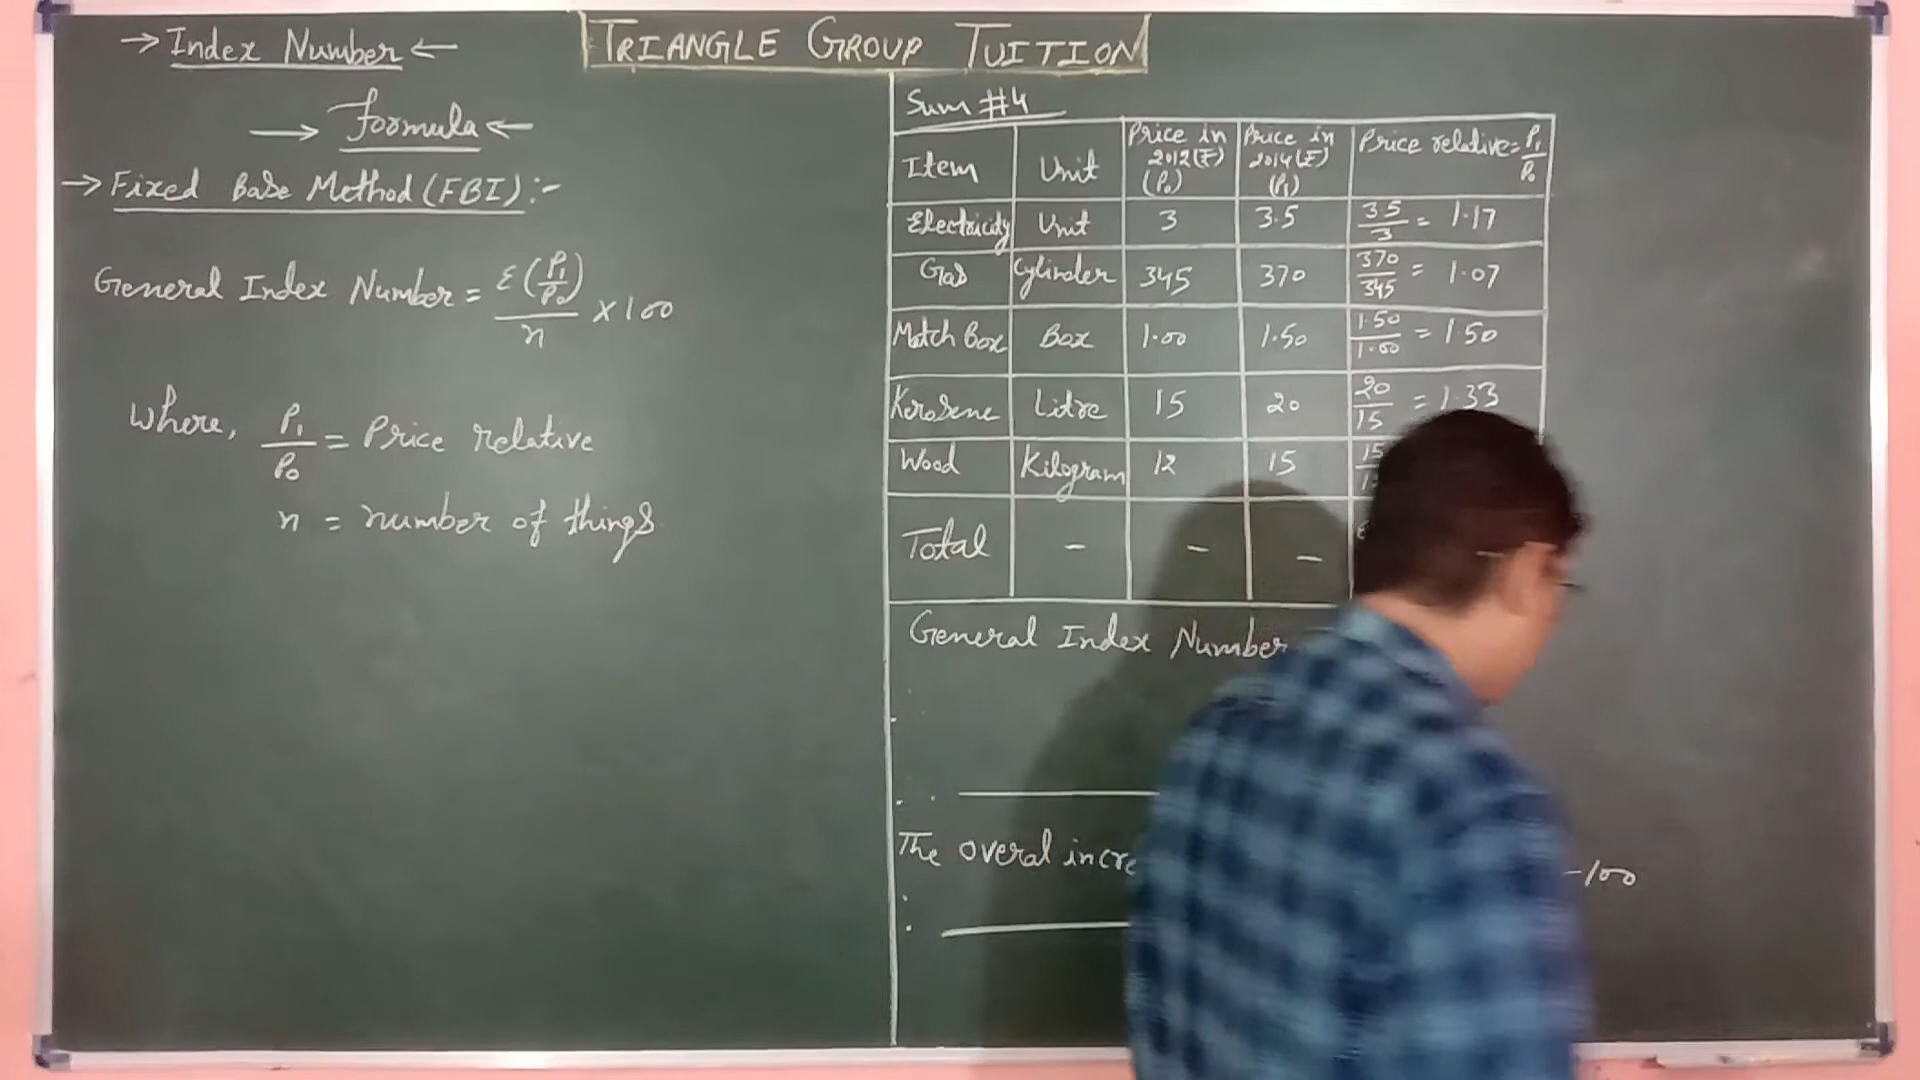 → Index Number ←
TRIANGLE GROUP TUITION
→ Formula ←
→ Fixed Base Method (FBI) :-
General Index Number = Σ(P₁/P₀)/n × 100
where, P₁/P₀ = Price relative
n = number of things
Sum #4
Item Unit Price in 2012(₹) (P₀) Price in 2014(₹) (P₁) Price relative = P₁/P₀
Electricity Unit 3 3.5 3.5/3 = 1.17
Gas Cylinder 345 370 370/345 = 1.07
Match Box Box 1.00 1.50 1.50/1.00 = 1.50
Kerosene Litre 15 20 20/15 = 1.33
Wood Kilogram 12 15 15
Total - - -
General Index Number
The overal incre
-100